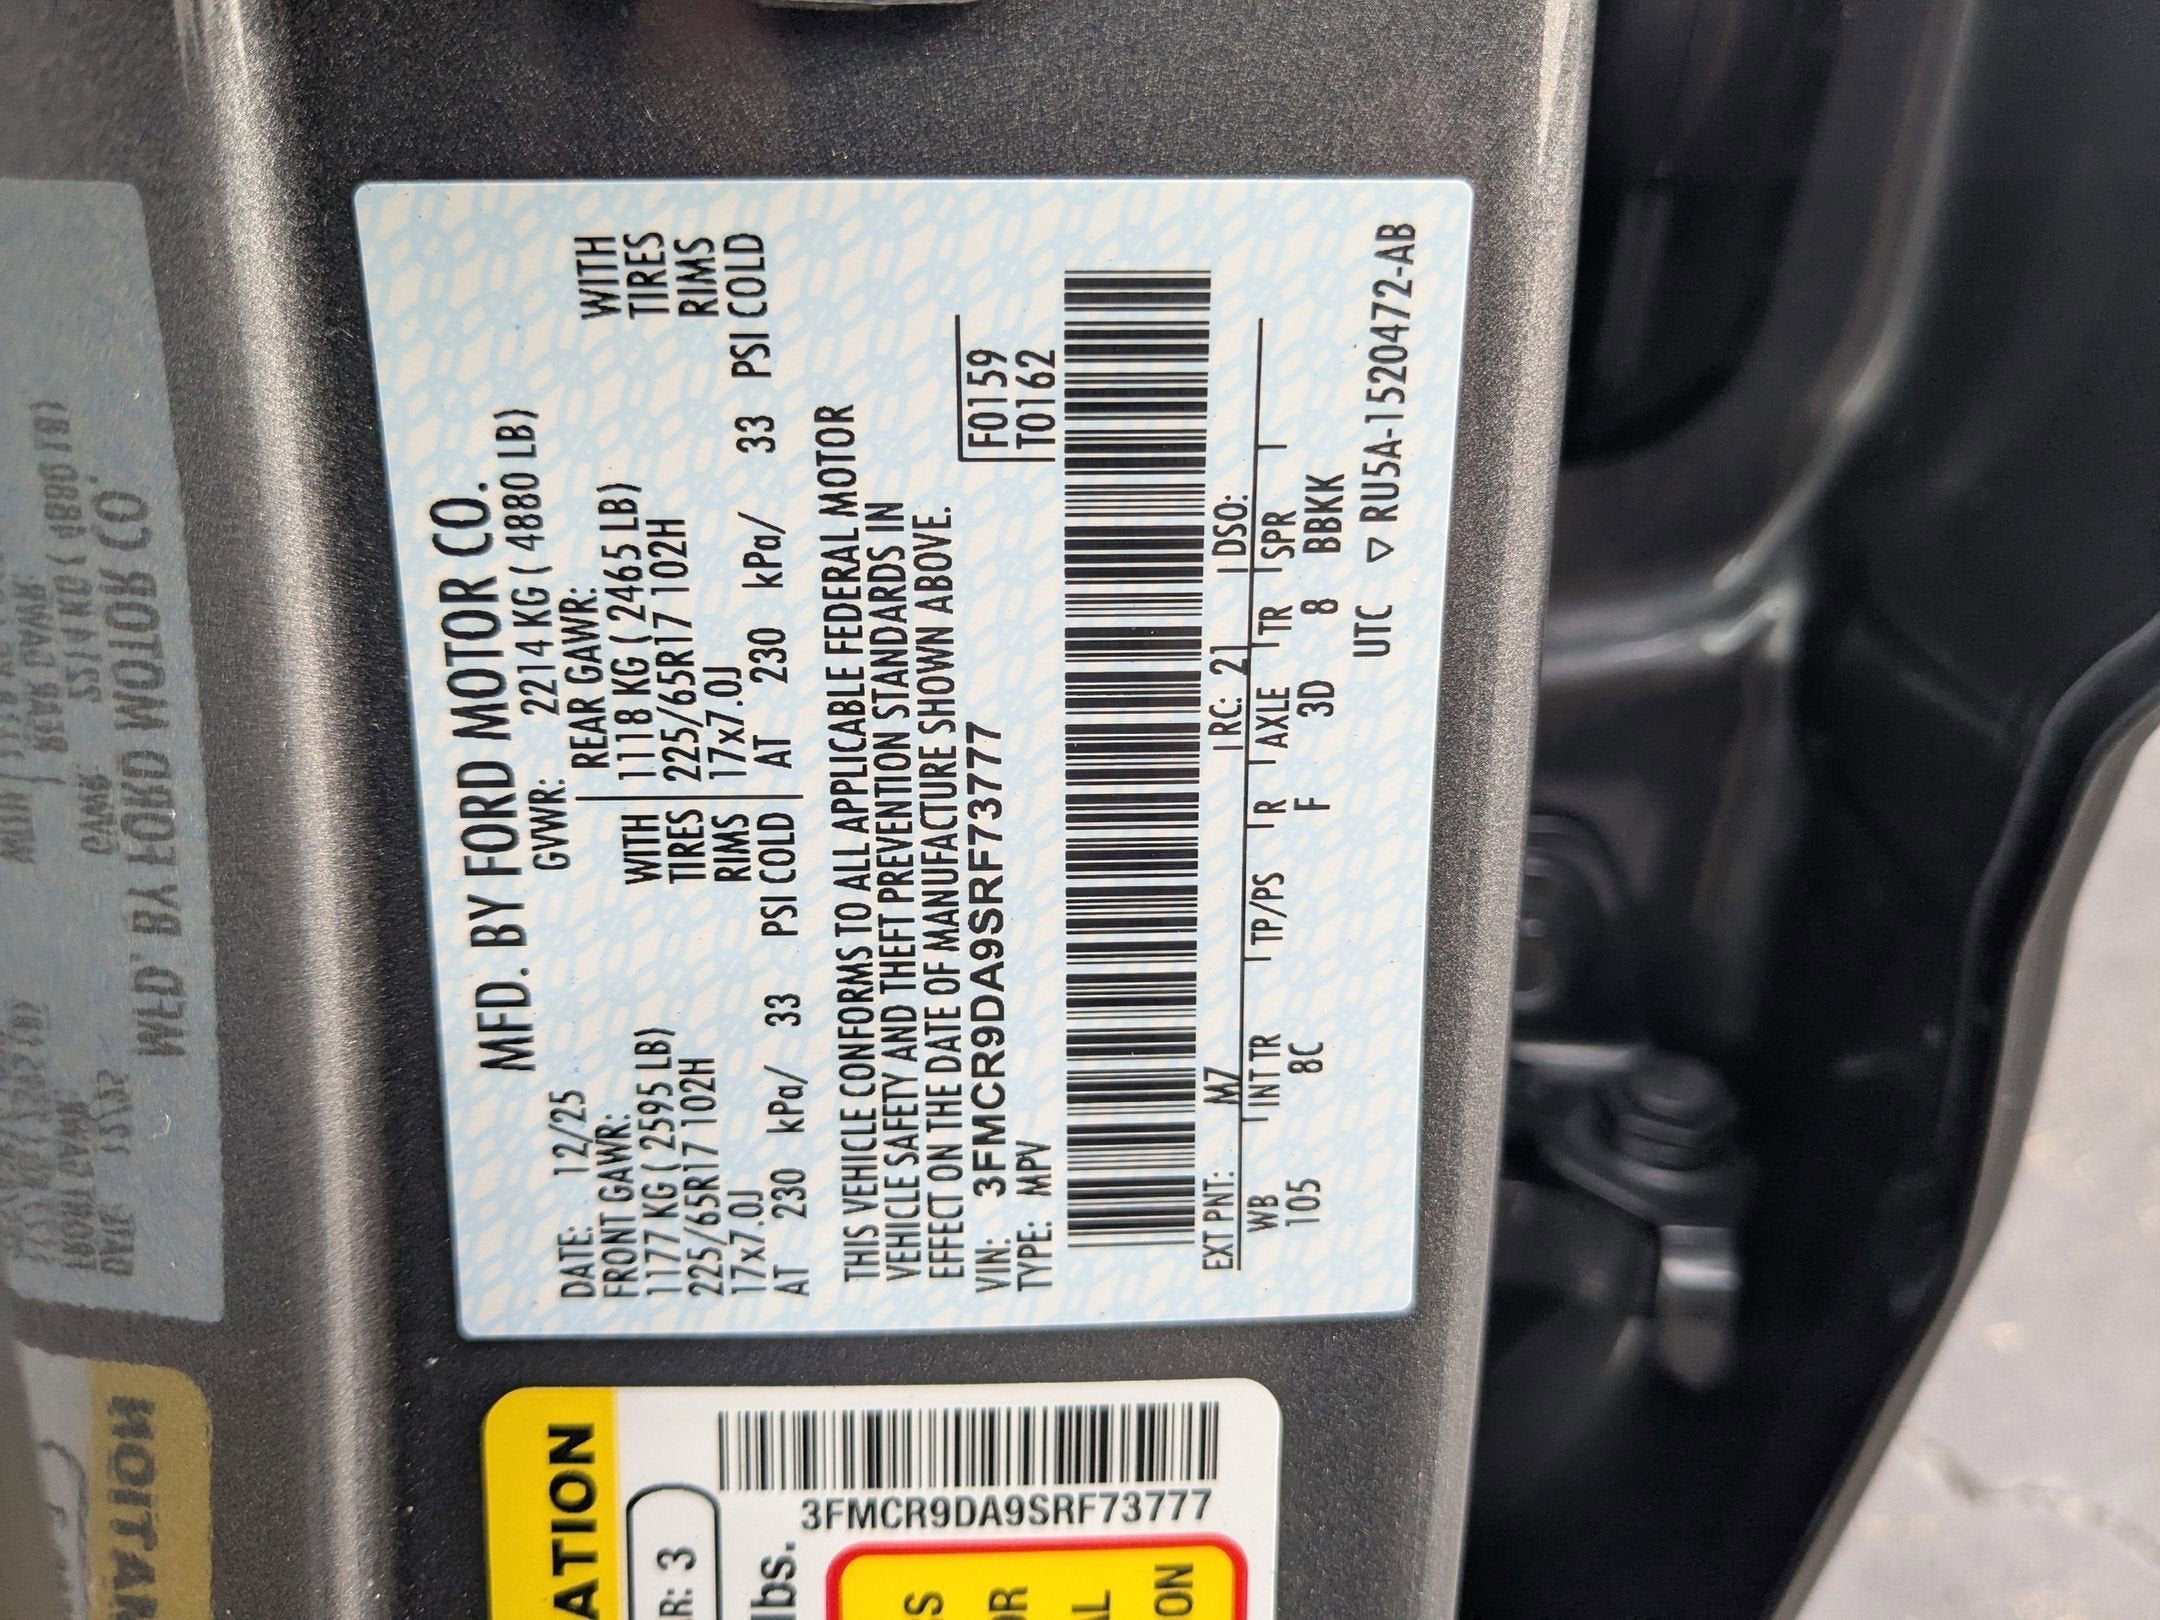 MFD. BY FORD MOTOR CO.
DATE: 12/25 GVWR: 2214 KG ( 4880 LB)
FRONT GAWR: REAR GAWR:
1177 KG ( 2595 LB) WITH 1118 KG ( 2465 LB) WITH
225/65R17 102H TIRES 225/65R17 102H TIRES
17x7.0J RIMS 17x7.0J RIMS
AT 230 kPa/ 33 PSI COLD AT 230 kPa/ 33 PSI COLD
THIS VEHICLE CONFORMS TO ALL APPLICABLE FEDERAL MOTOR
VEHICLE SAFETY AND THEFT PREVENTION STANDARDS IN
EFFECT ON THE DATE OF MANUFACTURE SHOWN ABOVE.
VIN: 3FMCR9DA9SRF73777 F0159
TYPE: MPV T0162
EXT PNT: M7 RC: 21 DSO:
WB INT TR TP/PS R AXLE TR SPR
105 8C F 3D 8 BBKK
UTC ▽ RU5A-1520472-AB
ATION
R: 3
lbs.
3FMCR9DA9SRF73777
SS
OR
AL
ON